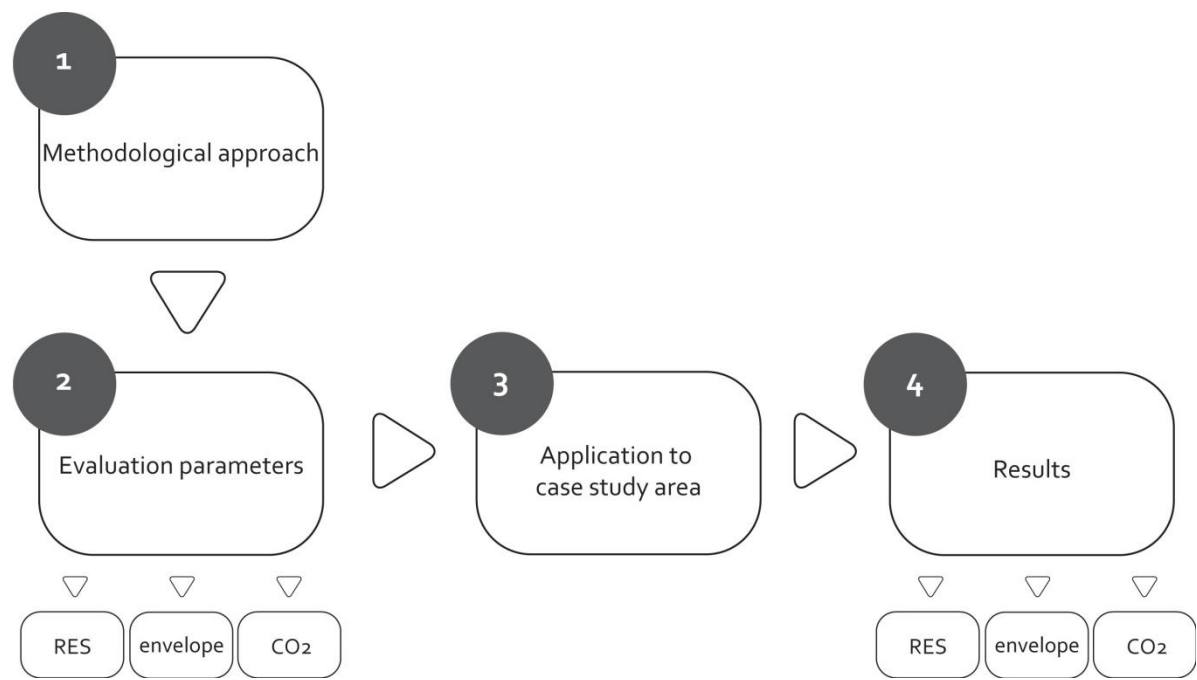 1
Methodological approach
2
Evaluation parameters
3
Application to
case study area
4
Results
RES
envelope
CO2
RES
envelope
CO2